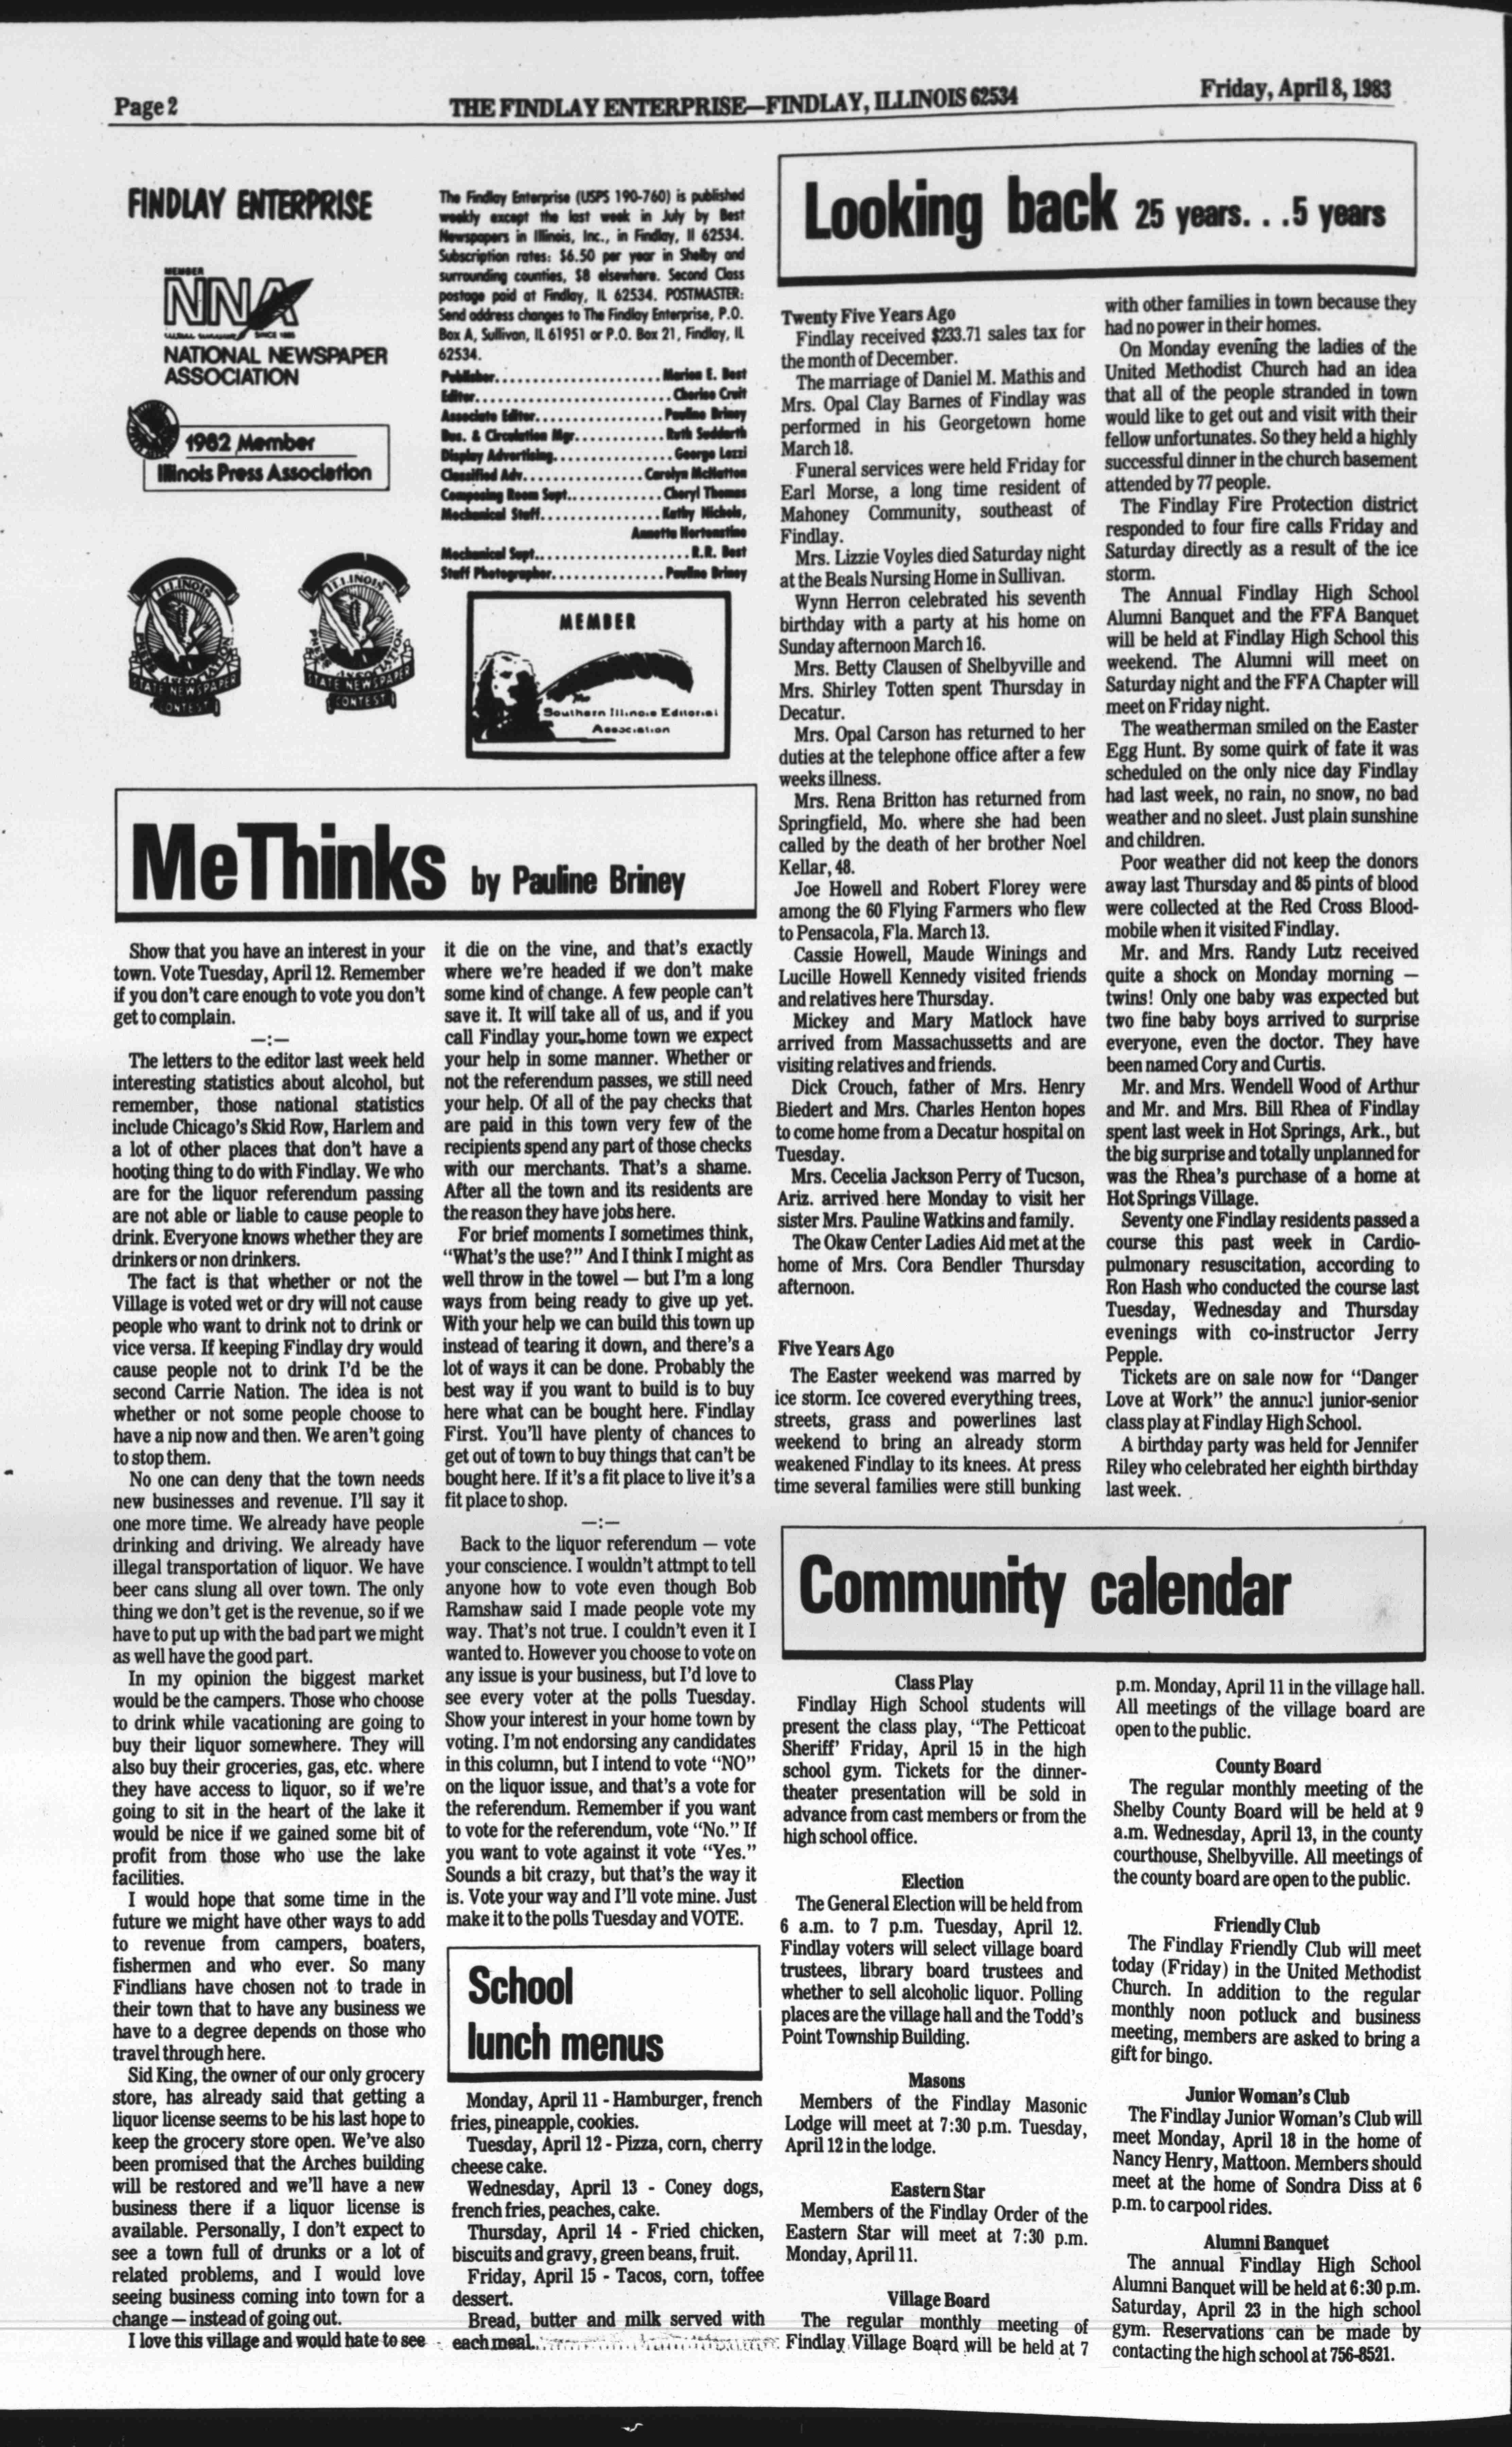 Page 2
THE FINDLAY ENTERPRISE—FINDLAY, ILLINOIS 62534
Friday, April 8, 1983
FINDLAY ENTERPRISE
MEMBER
NNA
SINCE 1885
NATIONAL NEWSPAPER
ASSOCIATION
1982 Member
Illinois Press Association
ILLINOIS
PRESS ASSOCIATION
STATE NEWSPAPER
CONTEST
ILLINOIS
PRESS ASSOCIATION
STATE NEWSPAPER
CONTEST
The Findlay Enterprise (USPS 190-760) is published
weekly except the last week in July by Best
Newspapers in Illinois, Inc., in Findlay, Il 62534.
Subscription rates: $6.50 per year in Shelby and
surrounding counties, $8 elsewhere. Second Class
postage paid at Findlay, IL 62534. POSTMASTER:
Send address changes to The Findlay Enterprise, P.O.
Box A, Sullivan, IL 61951 or P.O. Box 21, Findlay, IL
62534.
Publisher......................Marion E. Best
Editor..........................Cherise Cruit
Associate Editor................Pauline Briney
Bus. & Circulation Mgr............Ruth Suddarth
Display Advertising...............George Lezzi
Classified Adv................Carolyn McNutton
Composing Room Supt............Cheryl Thomas
Mechanical Staff................Kathy Nichols,
Annette Hortenstine
Mechanical Supt.....................R.R. Best
Staff Photographer...............Pauline Briney
MEMBER
The
Southern Illinois Editorial
Association
MeThinks by Pauline Briney
Show that you have an interest in your
town. Vote Tuesday, April 12. Remember
if you don't care enough to vote you don't
get to complain.
—:—
The letters to the editor last week held
interesting statistics about alcohol, but
remember, those national statistics
include Chicago's Skid Row, Harlem and
a lot of other places that don't have a
hooting thing to do with Findlay. We who
are for the liquor referendum passing
are not able or liable to cause people to
drink. Everyone knows whether they are
drinkers or non drinkers.
The fact is that whether or not the
Village is voted wet or dry will not cause
people who want to drink not to drink or
vice versa. If keeping Findlay dry would
cause people not to drink I'd be the
second Carrie Nation. The idea is not
whether or not some people choose to
have a nip now and then. We aren't going
to stop them.
No one can deny that the town needs
new businesses and revenue. I'll say it
one more time. We already have people
drinking and driving. We already have
illegal transportation of liquor. We have
beer cans slung all over town. The only
thing we don't get is the revenue, so if we
have to put up with the bad part we might
as well have the good part.
In my opinion the biggest market
would be the campers. Those who choose
to drink while vacationing are going to
buy their liquor somewhere. They will
also buy their groceries, gas, etc. where
they have access to liquor, so if we're
going to sit in the heart of the lake it
would be nice if we gained some bit of
profit from those who use the lake
facilities.
I would hope that some time in the
future we might have other ways to add
to revenue from campers, boaters,
fishermen and who ever. So many
Findlians have chosen not to trade in
their town that to have any business we
have to a degree depends on those who
travel through here.
Sid King, the owner of our only grocery
store, has already said that getting a
liquor license seems to be his last hope to
keep the grocery store open. We've also
been promised that the Arches building
will be restored and we'll have a new
business there if a liquor license is
available. Personally, I don't expect to
see a town full of drunks or a lot of
related problems, and I would love
seeing business coming into town for a
change — instead of going out.
I love this village and would hate to see
it die on the vine, and that's exactly
where we're headed if we don't make
some kind of change. A few people can't
save it. It will take all of us, and if you
call Findlay your home town we expect
your help in some manner. Whether or
not the referendum passes, we still need
your help. Of all of the pay checks that
are paid in this town very few of the
recipients spend any part of those checks
with our merchants. That's a shame.
After all the town and its residents are
the reason they have jobs here.
For brief moments I sometimes think,
"What's the use?" And I think I might as
well throw in the towel — but I'm a long
ways from being ready to give up yet.
With your help we can build this town up
instead of tearing it down, and there's a
lot of ways it can be done. Probably the
best way if you want to build is to buy
here what can be bought here. Findlay
First. You'll have plenty of chances to
get out of town to buy things that can't be
bought here. If it's a fit place to live it's a
fit place to shop.
—:—
Back to the liquor referendum — vote
your conscience. I wouldn't attmpt to tell
anyone how to vote even though Bob
Ramshaw said I made people vote my
way. That's not true. I couldn't even it I
wanted to. However you choose to vote on
any issue is your business, but I'd love to
see every voter at the polls Tuesday.
Show your interest in your home town by
voting. I'm not endorsing any candidates
in this column, but I intend to vote "NO"
on the liquor issue, and that's a vote for
the referendum. Remember if you want
to vote for the referendum, vote "No." If
you want to vote against it vote "Yes."
Sounds a bit crazy, but that's the way it
is. Vote your way and I'll vote mine. Just
make it to the polls Tuesday and VOTE.
School
lunch menus
Monday, April 11 - Hamburger, french
fries, pineapple, cookies.
Tuesday, April 12 - Pizza, corn, cherry
cheese cake.
Wednesday, April 13 - Coney dogs,
french fries, peaches, cake.
Thursday, April 14 - Fried chicken,
biscuits and gravy, green beans, fruit.
Friday, April 15 - Tacos, corn, toffee
dessert.
Bread, butter and milk served with
each meal.
Looking back 25 years. . .5 years
Twenty Five Years Ago
Findlay received $233.71 sales tax for
the month of December.
The marriage of Daniel M. Mathis and
Mrs. Opal Clay Barnes of Findlay was
performed in his Georgetown home
March 18.
Funeral services were held Friday for
Earl Morse, a long time resident of
Mahoney Community, southeast of
Findlay.
Mrs. Lizzie Voyles died Saturday night
at the Beals Nursing Home in Sullivan.
Wynn Herron celebrated his seventh
birthday with a party at his home on
Sunday afternoon March 16.
Mrs. Betty Clausen of Shelbyville and
Mrs. Shirley Totten spent Thursday in
Decatur.
Mrs. Opal Carson has returned to her
duties at the telephone office after a few
weeks illness.
Mrs. Rena Britton has returned from
Springfield, Mo. where she had been
called by the death of her brother Noel
Kellar, 48.
Joe Howell and Robert Florey were
among the 60 Flying Farmers who flew
to Pensacola, Fla. March 13.
Cassie Howell, Maude Winings and
Lucille Howell Kennedy visited friends
and relatives here Thursday.
Mickey and Mary Matlock have
arrived from Massachussetts and are
visiting relatives and friends.
Dick Crouch, father of Mrs. Henry
Biedert and Mrs. Charles Henton hopes
to come home from a Decatur hospital on
Tuesday.
Mrs. Cecelia Jackson Perry of Tucson,
Ariz. arrived here Monday to visit her
sister Mrs. Pauline Watkins and family.
The Okaw Center Ladies Aid met at the
home of Mrs. Cora Bendler Thursday
afternoon.
Five Years Ago
The Easter weekend was marred by
ice storm. Ice covered everything trees,
streets, grass and powerlines last
weekend to bring an already storm
weakened Findlay to its knees. At press
time several families were still bunking
with other families in town because they
had no power in their homes.
On Monday evening the ladies of the
United Methodist Church had an idea
that all of the people stranded in town
would like to get out and visit with their
fellow unfortunates. So they held a highly
successful dinner in the church basement
attended by 77 people.
The Findlay Fire Protection district
responded to four fire calls Friday and
Saturday directly as a result of the ice
storm.
The Annual Findlay High School
Alumni Banquet and the FFA Banquet
will be held at Findlay High School this
weekend. The Alumni will meet on
Saturday night and the FFA Chapter will
meet on Friday night.
The weatherman smiled on the Easter
Egg Hunt. By some quirk of fate it was
scheduled on the only nice day Findlay
had last week, no rain, no snow, no bad
weather and no sleet. Just plain sunshine
and children.
Poor weather did not keep the donors
away last Thursday and 85 pints of blood
were collected at the Red Cross Blood-
mobile when it visited Findlay.
Mr. and Mrs. Randy Lutz received
quite a shock on Monday morning —
twins! Only one baby was expected but
two fine baby boys arrived to surprise
everyone, even the doctor. They have
been named Cory and Curtis.
Mr. and Mrs. Wendell Wood of Arthur
and Mr. and Mrs. Bill Rhea of Findlay
spent last week in Hot Springs, Ark., but
the big surprise and totally unplanned for
was the Rhea's purchase of a home at
Hot Springs Village.
Seventy one Findlay residents passed a
course this past week in Cardio-
pulmonary resuscitation, according to
Ron Hash who conducted the course last
Tuesday, Wednesday and Thursday
evenings with co-instructor Jerry
Pepple.
Tickets are on sale now for "Danger
Love at Work" the annual junior-senior
class play at Findlay High School.
A birthday party was held for Jennifer
Riley who celebrated her eighth birthday
last week.
Community calendar
Class Play
Findlay High School students will
present the class play, "The Petticoat
Sheriff' Friday, April 15 in the high
school gym. Tickets for the dinner-
theater presentation will be sold in
advance from cast members or from the
high school office.
Election
The General Election will be held from
6 a.m. to 7 p.m. Tuesday, April 12.
Findlay voters will select village board
trustees, library board trustees and
whether to sell alcoholic liquor. Polling
places are the village hall and the Todd's
Point Township Building.
Masons
Members of the Findlay Masonic
Lodge will meet at 7:30 p.m. Tuesday,
April 12 in the lodge.
Eastern Star
Members of the Findlay Order of the
Eastern Star will meet at 7:30 p.m.
Monday, April 11.
Village Board
The regular monthly meeting of
Findlay Village Board will be held at 7
p.m. Monday, April 11 in the village hall.
All meetings of the village board are
open to the public.
County Board
The regular monthly meeting of the
Shelby County Board will be held at 9
a.m. Wednesday, April 13, in the county
courthouse, Shelbyville. All meetings of
the county board are open to the public.
Friendly Club
The Findlay Friendly Club will meet
today (Friday) in the United Methodist
Church. In addition to the regular
monthly noon potluck and business
meeting, members are asked to bring a
gift for bingo.
Junior Woman's Club
The Findlay Junior Woman's Club will
meet Monday, April 18 in the home of
Nancy Henry, Mattoon. Members should
meet at the home of Sondra Diss at 6
p.m. to carpool rides.
Alumni Banquet
The annual Findlay High School
Alumni Banquet will be held at 6:30 p.m.
Saturday, April 23 in the high school
gym. Reservations can be made by
contacting the high school at 756-8521.